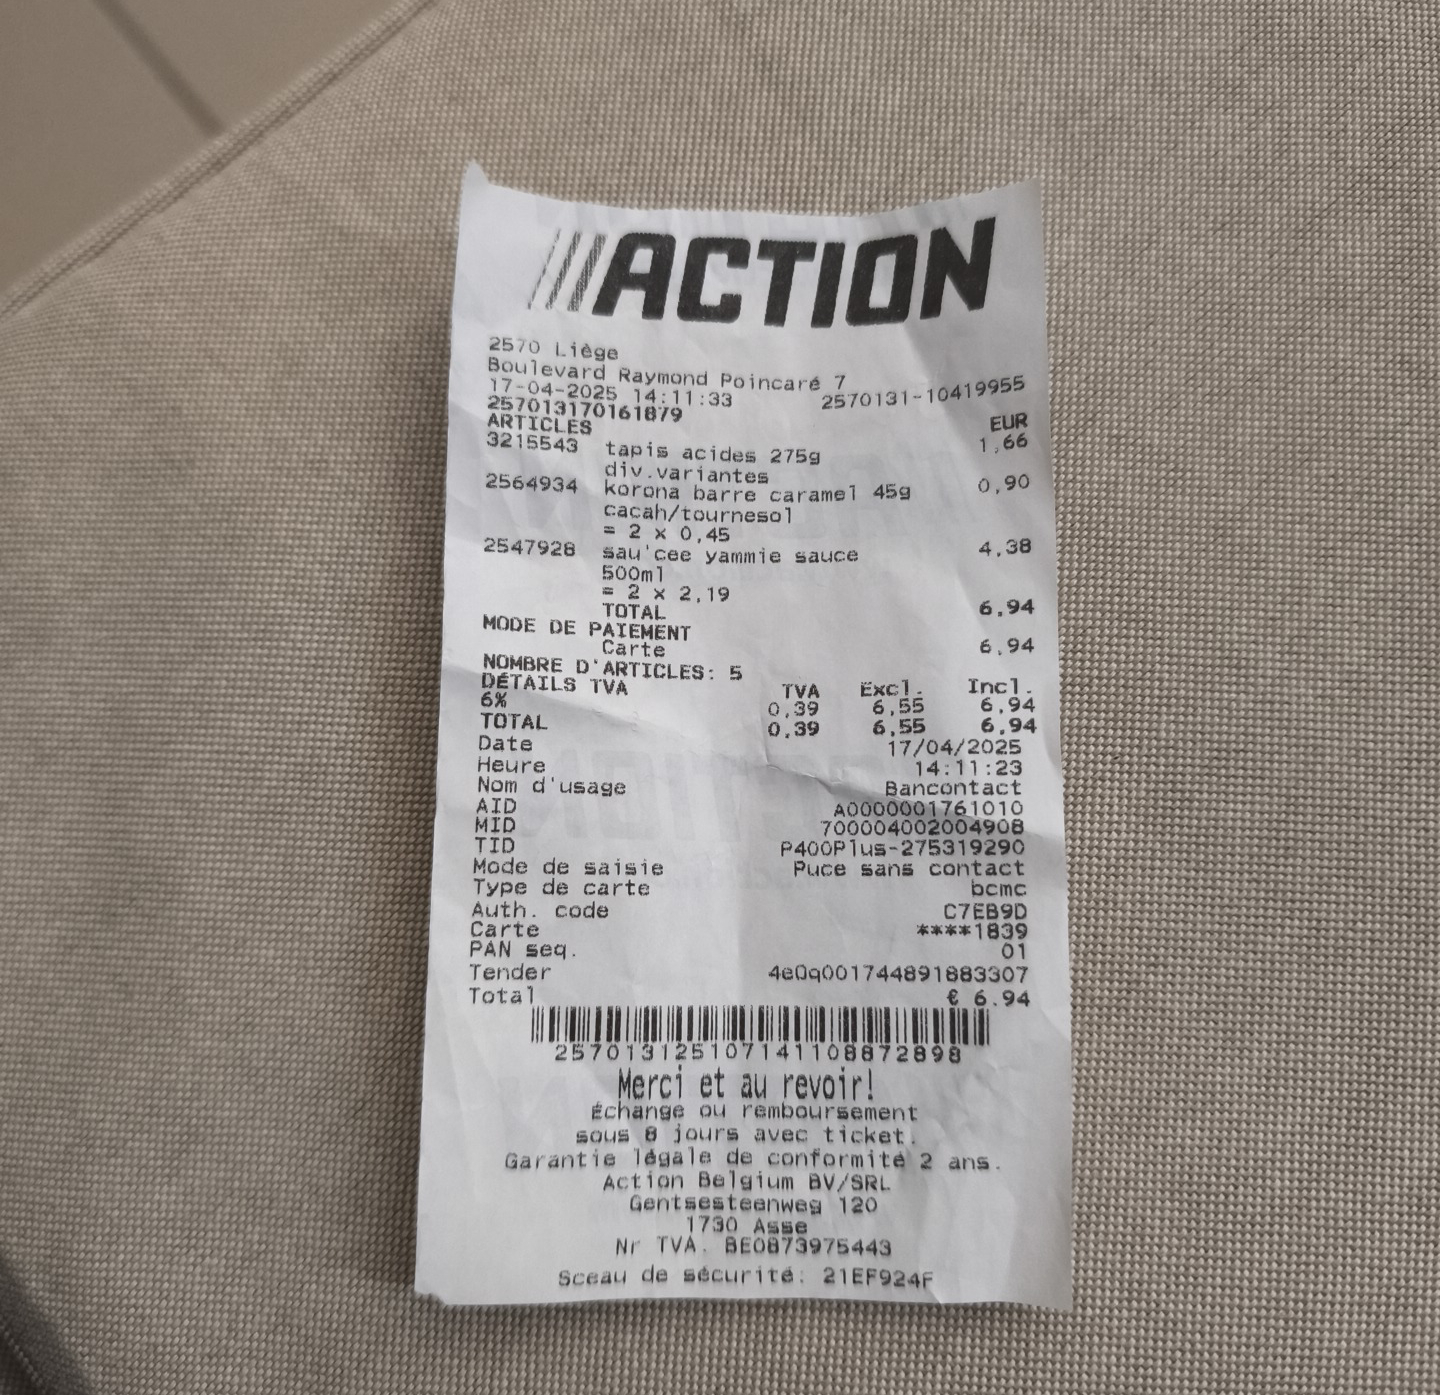 ///ACTION
2570 Liège
Boulevard Raymond Poincaré 7
17-04-2025 14:11:33 2570131-10419955
257013170161879
ARTICLES EUR
3215543 tapis acides 275g 1,66
div.variantes
2564934 korona barre caramel 45g 0,90
cacah/tournesol
= 2 x 0,45
2547928 sau'cee yammie sauce 4,38
500ml
= 2 x 2,19
TOTAL 6,94
MODE DE PAIEMENT
Carte 6,94
NOMBRE D'ARTICLES: 5
DÉTAILS TVA TVA Excl. Incl.
6% 0,39 6,55 6,94
TOTAL 0,39 6,55 6,94
Date 17/04/2025
Heure 14:11:23
Nom d'usage Bancontact
AID A0000001761010
MID 700004002004908
TID P400Plus-275319290
Mode de saisie Puce sans contact
Type de carte bcmc
Auth. code C7EB9D
Carte ****1839
PAN seq. 01
Tender 4e0q001744891883307
Total € 6.94
257013125107141108872898
Merci et au revoir!
Échange ou remboursement
sous 8 jours avec ticket.
Garantie légale de conformité 2 ans.
Action Belgium BV/SRL
Gentsesteenweg 120
1730 Asse
Nr TVA. BE0873975443
Sceau de sécurité: 21EF924F